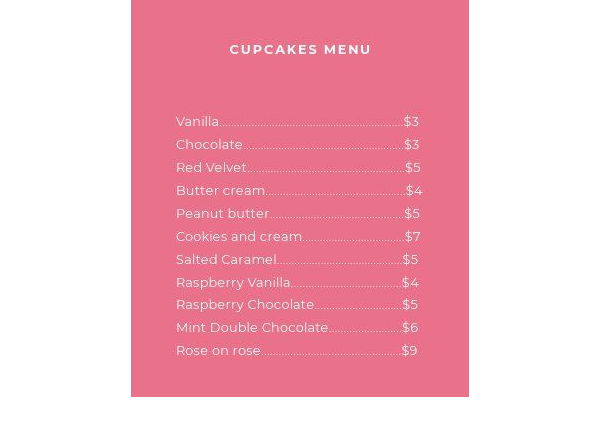 CUPCAKES MENU
Vanilla..............................................................$3
Chocolate......................................................$3
Red Velvet.....................................................$5
Butter cream...............................................$4
Peanut butter.............................................$5
Cookies and cream..................................$7
Salted Caramel..........................................$5
Raspberry Vanilla.....................................$4
Raspberry Chocolate..............................$5
Mint Double Chocolate.........................$6
Rose on rose...............................................$9